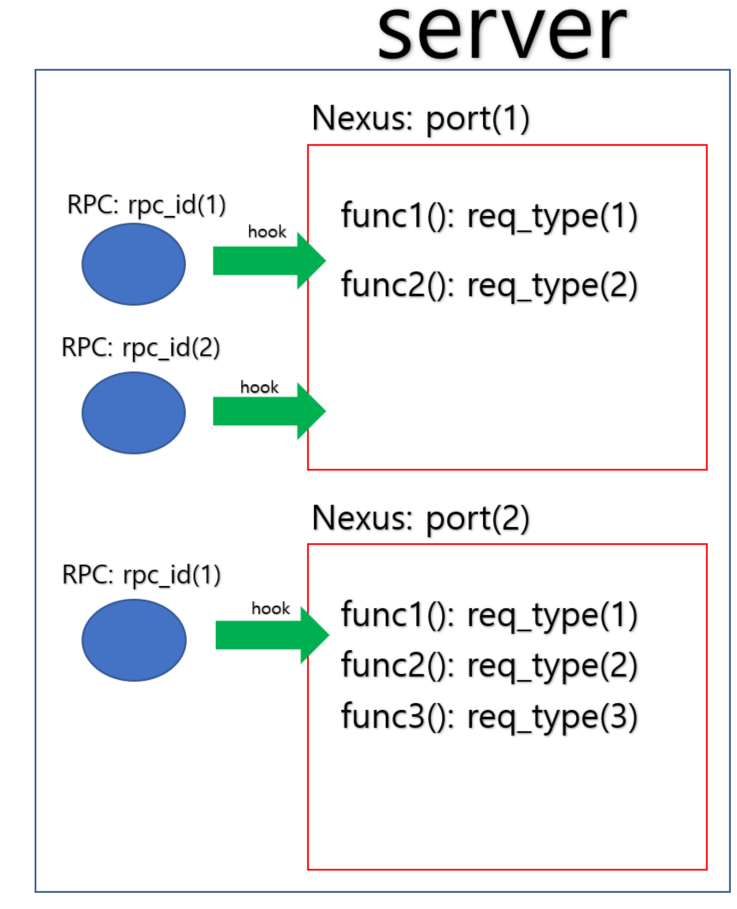 server
Nexus: port(1)
RPC: rpc_id(1)
hook
func1(): req_type(1)
func2(): req_type(2)
RPC: rpc_id(2)
hook
Nexus: port(2)
RPC: rpc_id(1)
hook
func1(): req_type(1)
func2(): req_type(2)
func3(): req_type(3)